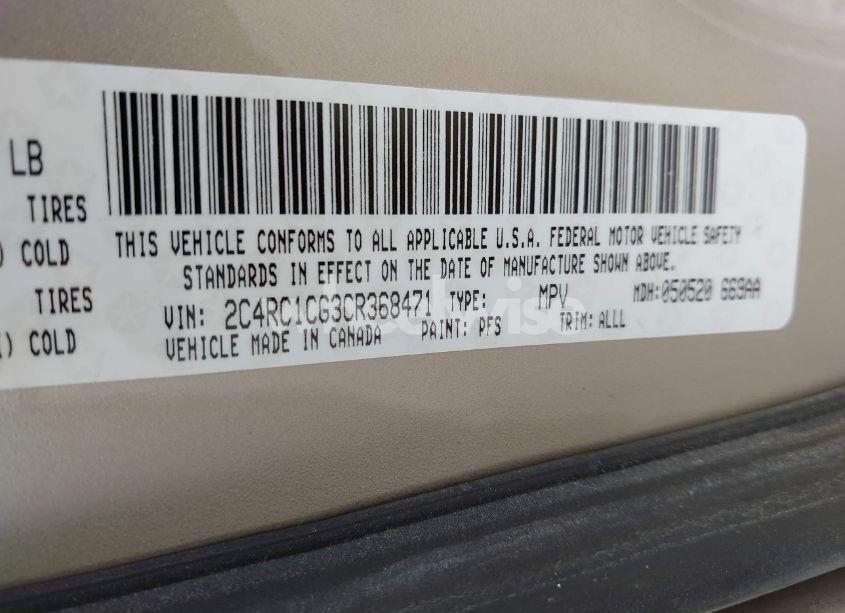 LB
TIRES
) COLD
TIRES
) COLD
THIS VEHICLE CONFORMS TO ALL APPLICABLE U.S.A. FEDERAL MOTOR VEHICLE SAFETY
STANDARDS IN EFFECT ON THE DATE OF MANUFACTURE SHOWN ABOVE.
VIN: 2C4RC1CG3CR368471 TYPE: MPV MDH:050520 669AA
VEHICLE MADE IN CANADA PAINT: PFS TRIM: ALLL